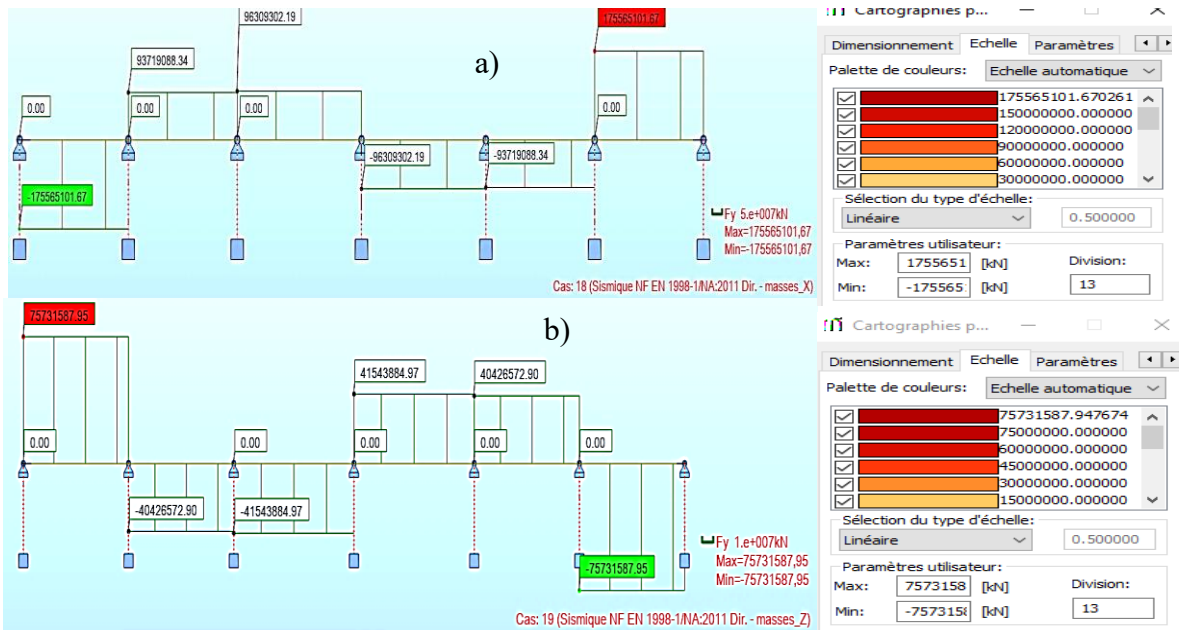 96309302.19
175565101.67
93719088.34
a)
0.00
0.00
0.00
0.00
-96309302.19
-93719088.34
-175565101.67
Fy 5.e+007kN
Max=175565101,67
Min=-175565101,67
Cas: 18 (Sismique NF EN 1998-1/NA:2011 Dir. - masses_X)
Cartographies p...
Dimensionnement Echelle Paramètres
Palette de couleurs: Echelle automatique
175565101.670261
150000000.000000
120000000.000000
90000000.000000
60000000.000000
30000000.000000
Sélection du type d'échelle:
Linéaire 0.500000
Paramètres utilisateur:
Max: 1755651 [kN] Division:
Min: -175565 [kN] 13
75731587.95
b)
41543884.97
40426572.90
0.00
0.00
0.00
0.00
0.00
0.00
-40426572.90
-41543884.97
-75731587,95
Fy 1.e+007kN
Max=75731587,95
Min=-75731587,95
Cas: 19 (Sismique NF EN 1998-1/NA:2011 Dir. - masses_Z)
Cartographies p...
Dimensionnement Echelle Paramètres
Palette de couleurs: Echelle automatique
75731587.947674
75000000.000000
60000000.000000
45000000.000000
30000000.000000
15000000.000000
Sélection du type d'échelle:
Linéaire 0.500000
Paramètres utilisateur:
Max: 7573158 [kN] Division:
Min: -7573158 [kN] 13